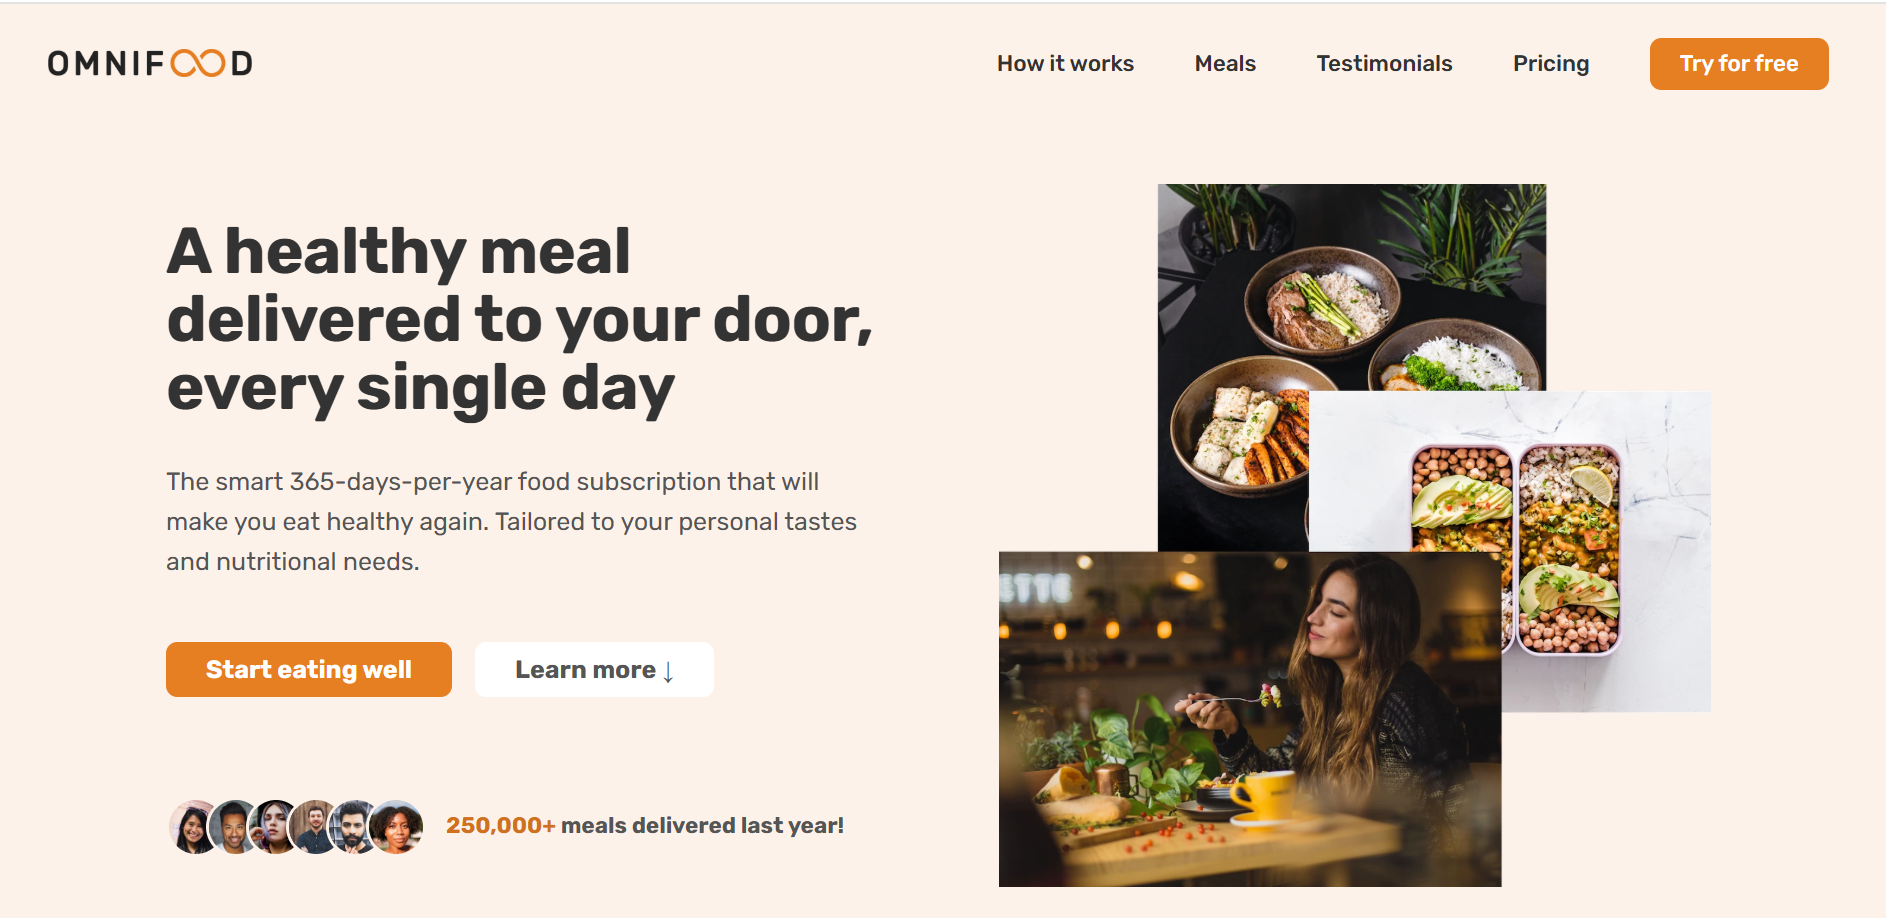 OMNIFOOD
How it works
Meals
Testimonials
Pricing
Try for free
A healthy meal
delivered to your door,
every single day
The smart 365-days-per-year food subscription that will
make you eat healthy again. Tailored to your personal tastes
and nutritional needs.
Start eating well
Learn more ↓
250,000+ meals delivered last year!
ETTE